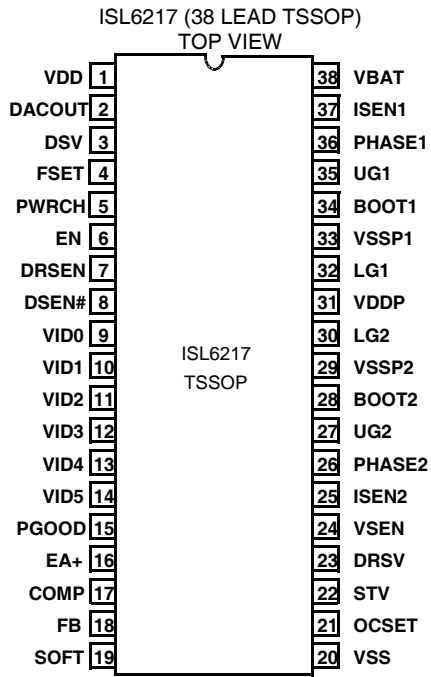 ISL6217 (38 LEAD TSSOP)
TOP VIEW
VDD 1 38 VBAT
DACOUT 2 37 ISEN1
DSV 3 36 PHASE1
FSET 4 35 UG1
PWRCH 5 34 BOOT1
EN 6 33 VSSP1
DRSEN 7 32 LG1
DSEN# 8 31 VDDP
VID0 9 30 LG2
VID1 10 29 VSSP2
ISL6217
TSSOP
VID2 11 28 BOOT2
VID3 12 27 UG2
VID4 13 26 PHASE2
VID5 14 25 ISEN2
PGOOD 15 24 VSEN
EA+ 16 23 DRSV
COMP 17 22 STV
FB 18 21 OCSET
SOFT 19 20 VSS